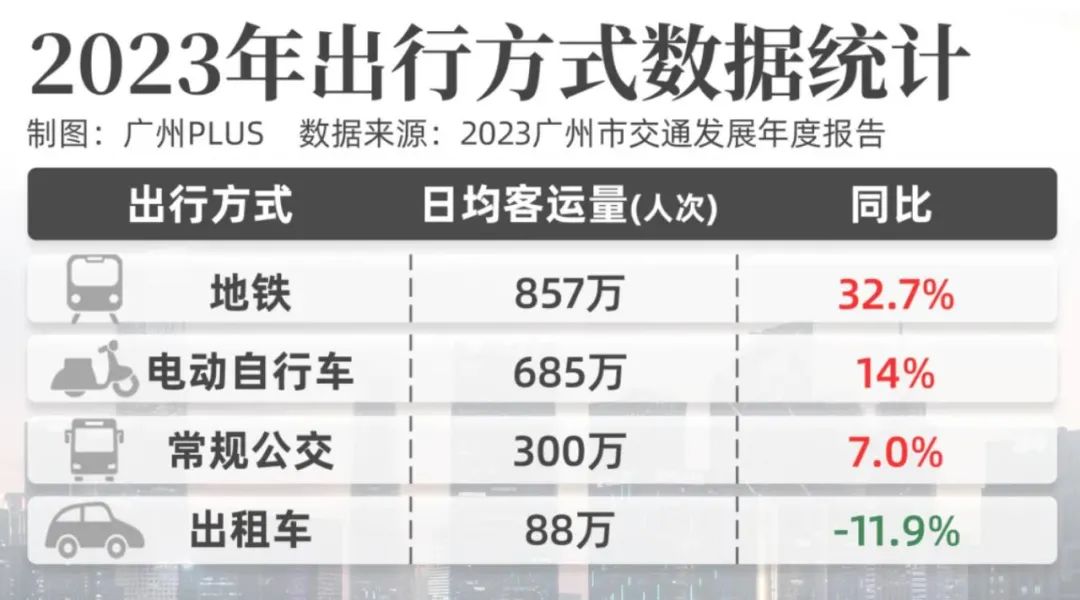 2023年出行方式数据统计
制图：广州PLUS 数据来源：2023广州市交通发展年度报告
出行方式 日均客运量(人次) 同比
地铁 857万 32.7%
电动自行车 685万 14%
常规公交 300万 7.0%
出租车 88万 -11.9%